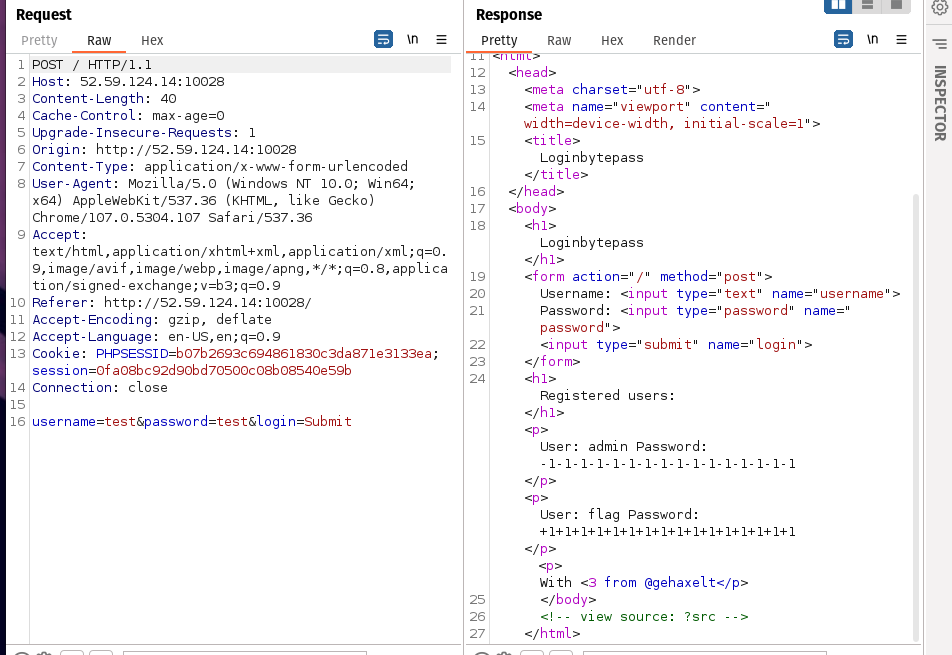 Request
Pretty Raw Hex \n
1 POST / HTTP/1.1
2 Host: 52.59.124.14:10028
3 Content-Length: 40
4 Cache-Control: max-age=0
5 Upgrade-Insecure-Requests: 1
6 Origin: http://52.59.124.14:10028
7 Content-Type: application/x-www-form-urlencoded
8 User-Agent: Mozilla/5.0 (Windows NT 10.0; Win64;
x64) AppleWebKit/537.36 (KHTML, like Gecko)
Chrome/107.0.5304.107 Safari/537.36
9 Accept:
text/html,application/xhtml+xml,application/xml;q=0.
9,image/avif,image/webp,image/apng,*/*;q=0.8,applica
tion/signed-exchange;v=b3;q=0.9
10 Referer: http://52.59.124.14:10028/
11 Accept-Encoding: gzip, deflate
12 Accept-Language: en-US,en;q=0.9
13 Cookie: PHPSESSID=b07b2693c694861830c3da871e3133ea;
session=0fa08bc92d90bd70500c08b08540e59b
14 Connection: close
15
16 username=test&password=test&login=Submit
Response
Pretty Raw Hex Render \n
11 <html>
12 <head>
13 <meta charset="utf-8">
14 <meta name="viewport" content="
width=device-width, initial-scale=1">
15 <title>
Loginbytepass
</title>
16 </head>
17 <body>
18 <h1>
Loginbytepass
</h1>
19 <form action="/" method="post">
20 Username: <input type="text" name="username">
21 Password: <input type="password" name="
password">
22 <input type="submit" name="login">
23 </form>
24 <h1>
Registered users:
</h1>
<p>
User: admin Password:
-1-1-1-1-1-1-1-1-1-1-1-1-1-1-1-1
</p>
<p>
User: flag Password:
+1+1+1+1+1+1+1+1+1+1+1+1+1+1+1+1
</p>
<p>
With <3 from @gehaxelt</p>
25 </body>
26 <!-- view source: ?src -->
27 </html>
INSPECTOR